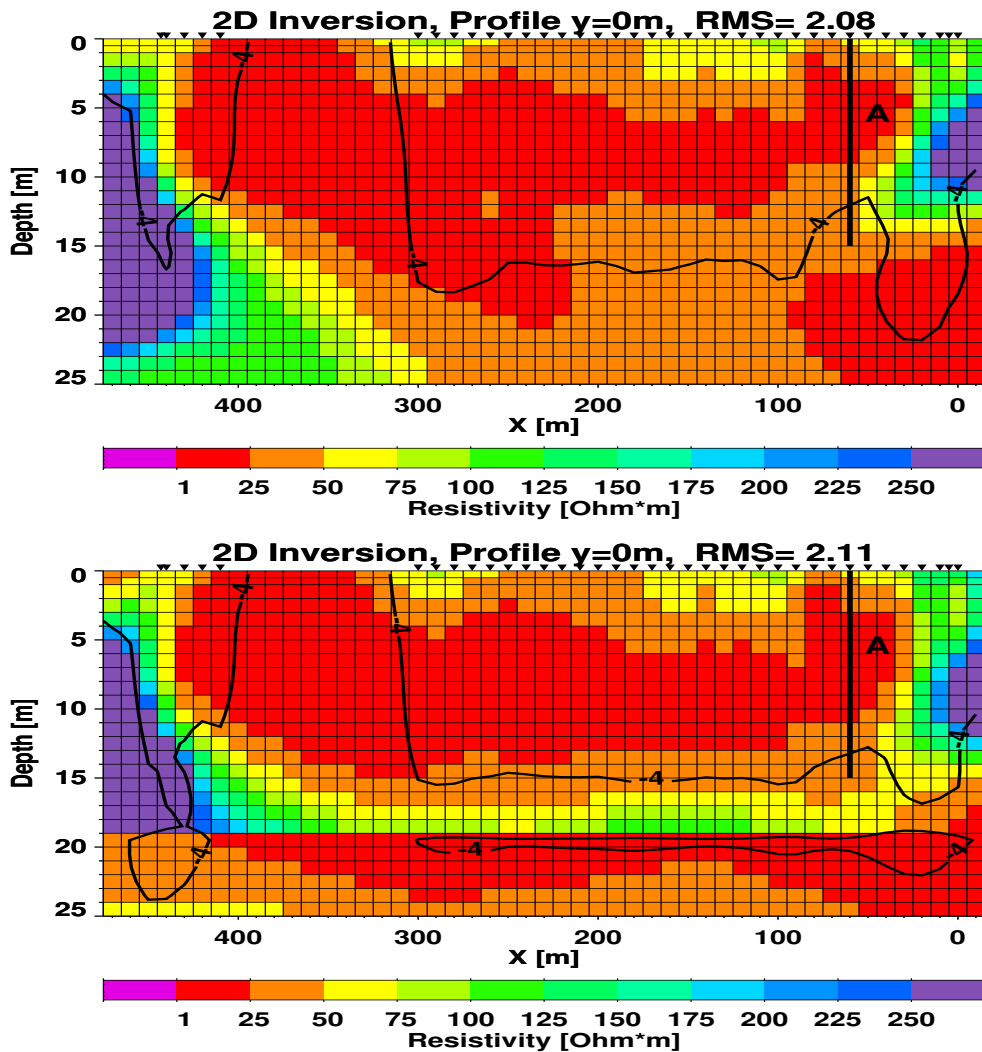 2D Inversion, Profile y=0m, RMS= 2.08
0
5
10
15
20
25
Depth [m]
-4
-4
-4
-4
-4
A
400 300 200 100 0
X [m]
1 25 50 75 100 125 150 175 200 225 250
Resistivity [Ohm*m]
2D Inversion, Profile y=0m, RMS= 2.11
0
5
10
15
20
25
Depth [m]
-4
-4
A
-4
-4
-4
-4
-4
400 300 200 100 0
X [m]
1 25 50 75 100 125 150 175 200 225 250
Resistivity [Ohm*m]